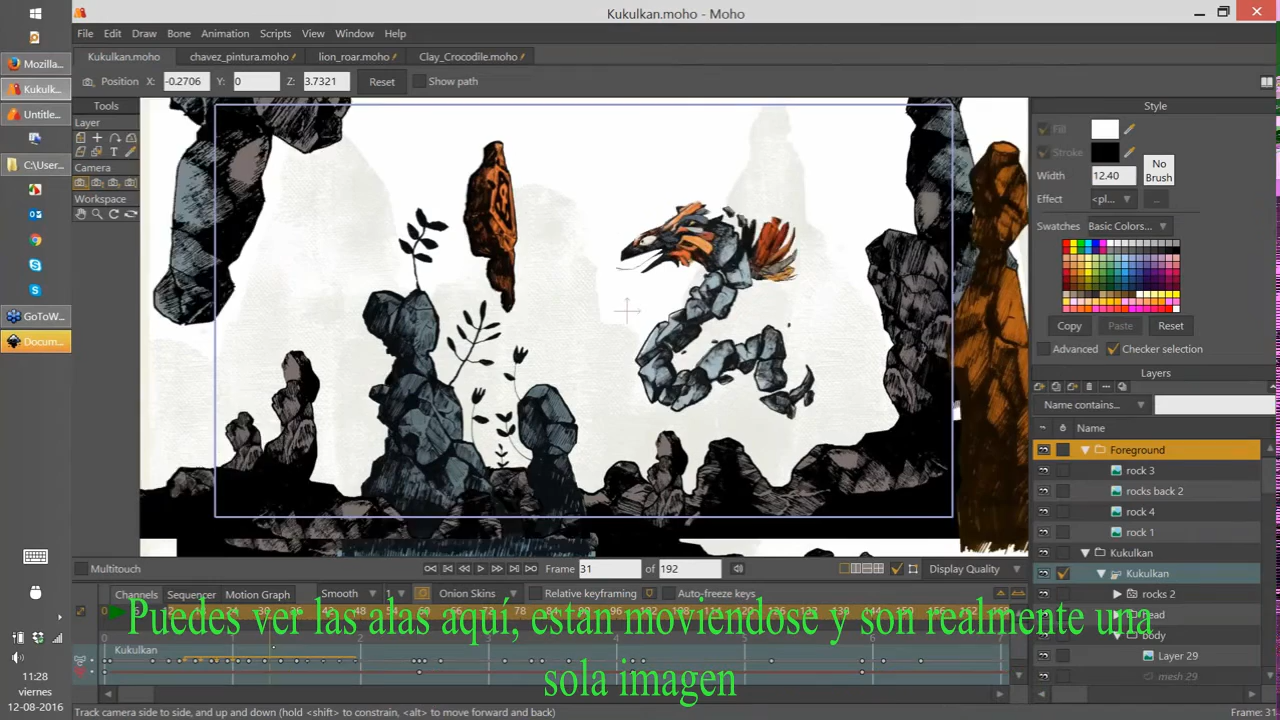 Kukulkan.moho - Moho
File Edit Draw Bone Animation Scripts View Window Help
Kukulkan.moho chavez_pintura.moho lion_roar.moho Clay_Crocodile.moho
Position X: -0.2706 Y: 0 Z: 3.7321 Reset Show path
Mozilla...
Kukulk...
Untitle...
C:\User...
GoToW...
Docum...
11:28
viernes
12-08-2016
Tools
Layer
Camera
Workspace
Style
Fill
Stroke
No
Brush
Width 12.40
Effect <pl... ...
Swatches Basic Colors...
Copy Paste Reset
Advanced Checker selection
Layers
Name contains...
Name
Foreground
rock 3
rocks back 2
rock 4
rock 1
Kukulkan
Kukulkan
rocks 2
head
body
Layer 29
mesh 29
Multitouch Frame 31 of 192 Display Quality
Channels Sequencer Motion Graph Smooth 1 Onion Skins Relative keyframing Auto-freeze keys
Kukulkan
Puedes ver las alas aquí, estan moviendose y son realmente una
sola imagen
Track camera side to side, and up and down (hold <shift> to constrain, <alt> to move forward and back) Frame: 31